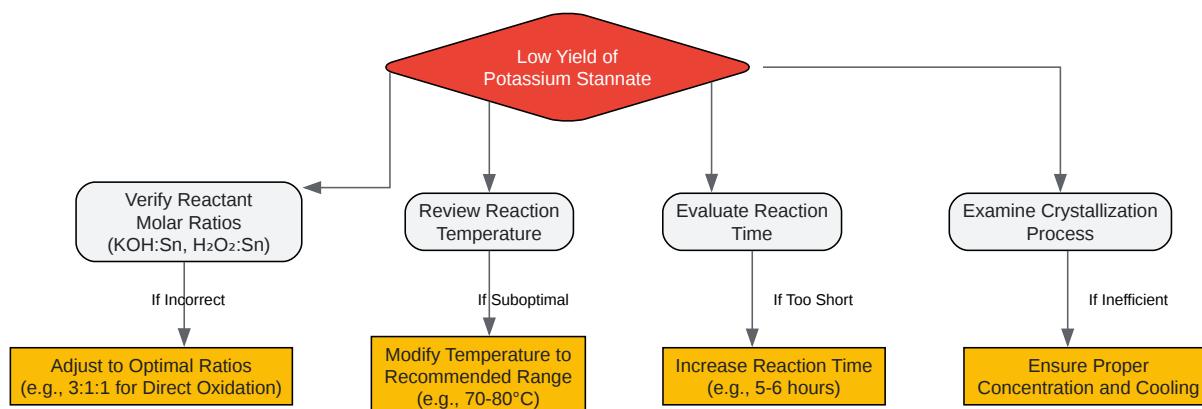 Low Yield of
Potassium Stannate
Verify Reactant
Molar Ratios
(KOH:Sn, H₂O₂:Sn)
Review Reaction
Temperature
Evaluate Reaction
Time
Examine Crystallization
Process
If Incorrect
If Suboptimal
If Too Short
If Inefficient
Adjust to Optimal Ratios
(e.g., 3:1:1 for Direct Oxidation)
Modify Temperature to
Recommended Range
(e.g., 70-80°C)
Increase Reaction Time
(e.g., 5-6 hours)
Ensure Proper
Concentration and Cooling